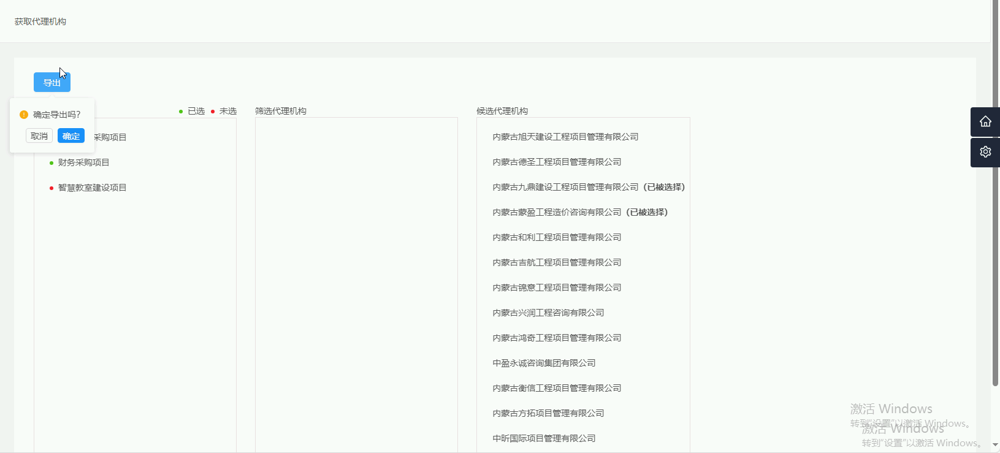 获取代理机构
导出
确定导出吗?
取消 确定
已选 未选
采购项目
财务采购项目
智慧教室建设项目
筛选代理机构
候选代理机构
内蒙古旭天建设工程项目管理有限公司
内蒙古德圣工程项目管理有限公司
内蒙古九鼎建设工程项目管理有限公司（已被选择）
内蒙古蒙盈工程造价咨询有限公司（已被选择）
内蒙古和利工程项目管理有限公司
内蒙古吉航工程项目管理有限公司
内蒙古锦意工程项目管理有限公司
内蒙古兴润工程咨询有限公司
内蒙古鸿奇工程项目管理有限公司
中盈永诚咨询集团有限公司
内蒙古衡信工程项目管理有限公司
内蒙古方拓项目管理有限公司
中昕国际项目管理有限公司
激活 Windows
转到“设置”以激活 Windows。
激活 Windows
转到“设置”以激活 Windows。